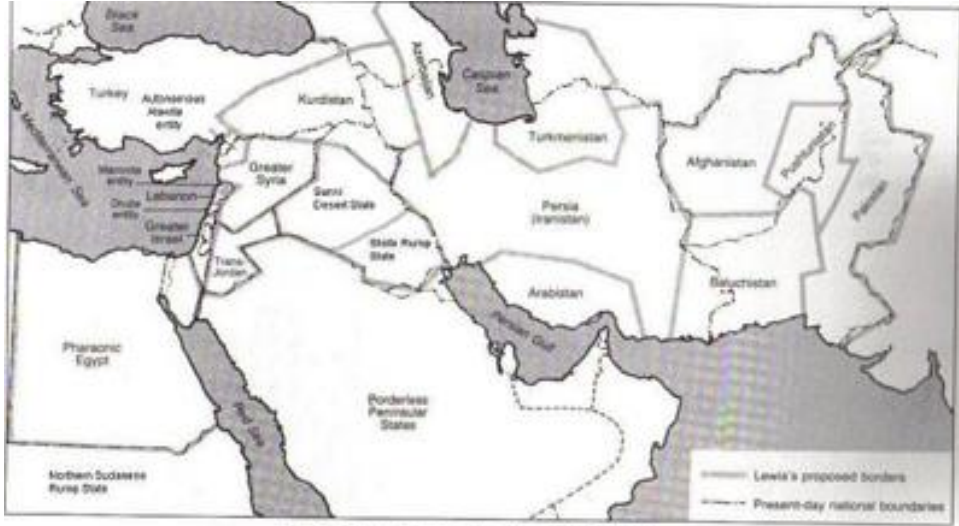 Black
Sea
Turkey
Autonomous
Alawite
entity
Kurdistan
Azerbaijan
Caspian
Sea
Turkmenistan
Afghanistan
Pushtunistan
Pakistan
Mediterranean Sea
Maronite
entity
Lebanon
Druze
entity
Greater
Israel
Greater
Syria
Sunni
Desert State
Shiite Rump
State
Trans
Jordan
Persia
(Iranistan)
Arabistan
Baluchistan
Persian Gulf
Pharaonic
Egypt
Red Sea
Borderless
Peninsular
States
Northern Sudanese
Rump State
Lewis's proposed borders
Present-day national boundaries